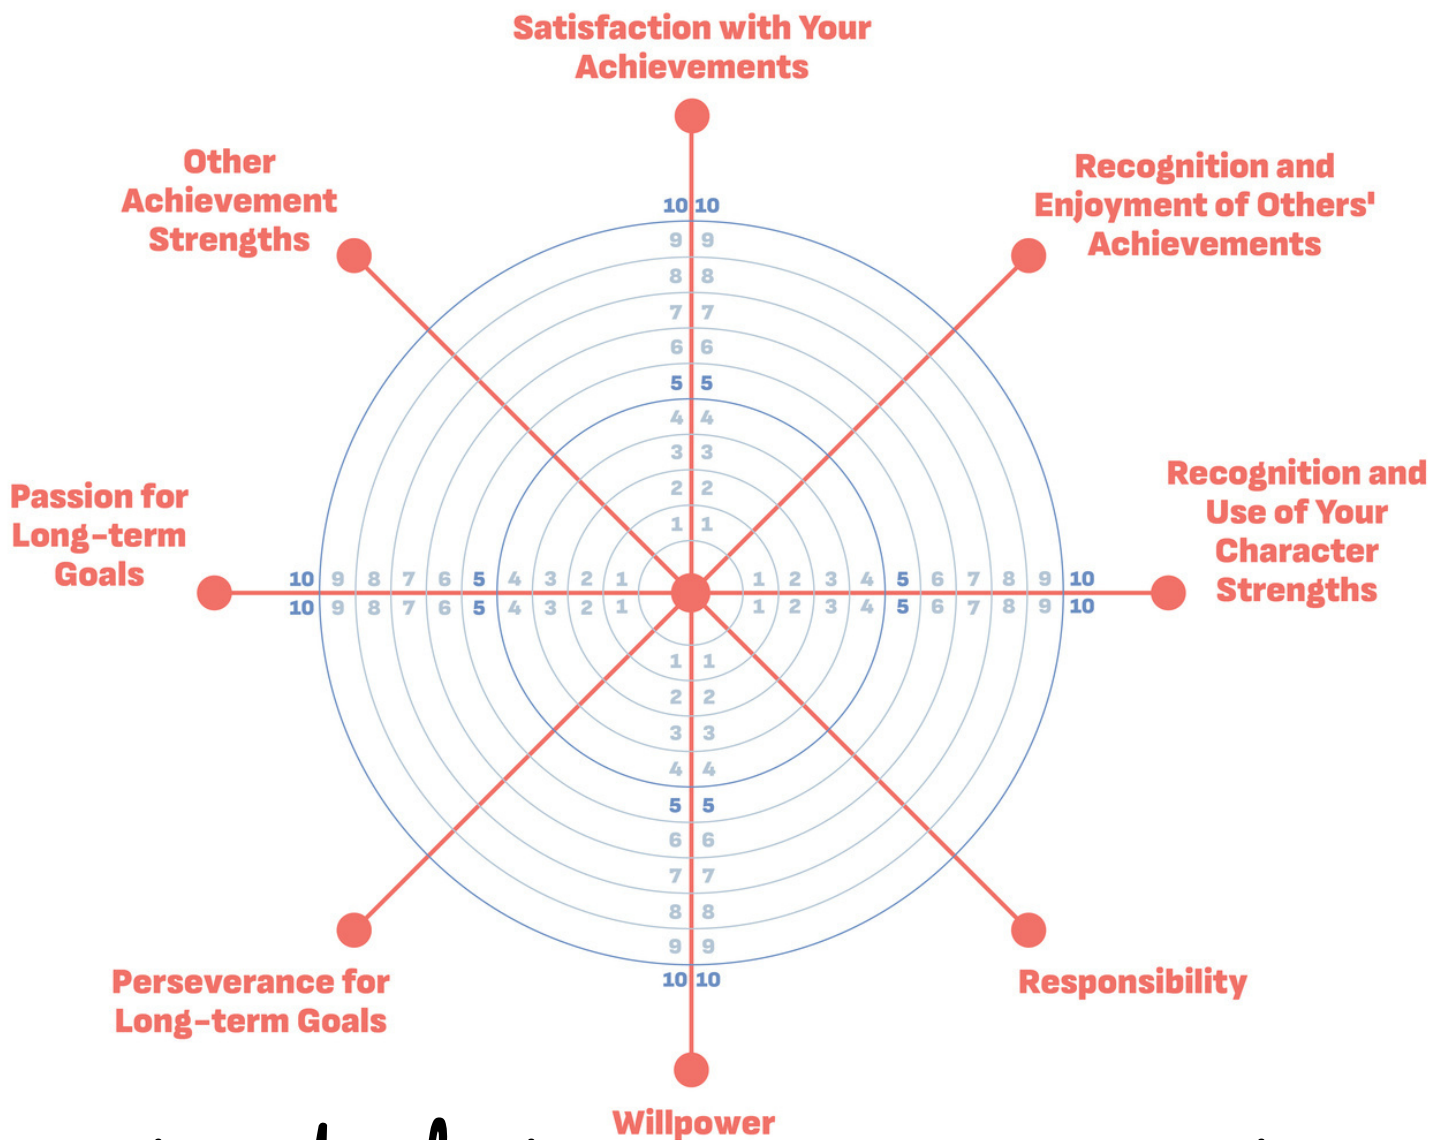 Satisfaction with Your
Achievements
Other
Achievement
Strengths
Recognition and
Enjoyment of Others'
Achievements
10 10
9 9
8 8
7 7
6 6
5 5
4 4
3 3
2 2
1 1
Passion for
Long-term
Goals
Recognition and
Use of Your
Character
Strengths
10 9 8 7 6 5 4 3 2 1 1 2 3 4 5 6 7 8 9 10
10 9 8 7 6 5 4 3 2 1 1 2 3 4 5 6 7 8 9 10
1 1
2 2
3 3
4 4
5 5
6 6
7 7
8 8
9 9
10 10
Perseverance for
Long-term Goals
Responsibility
Willpower